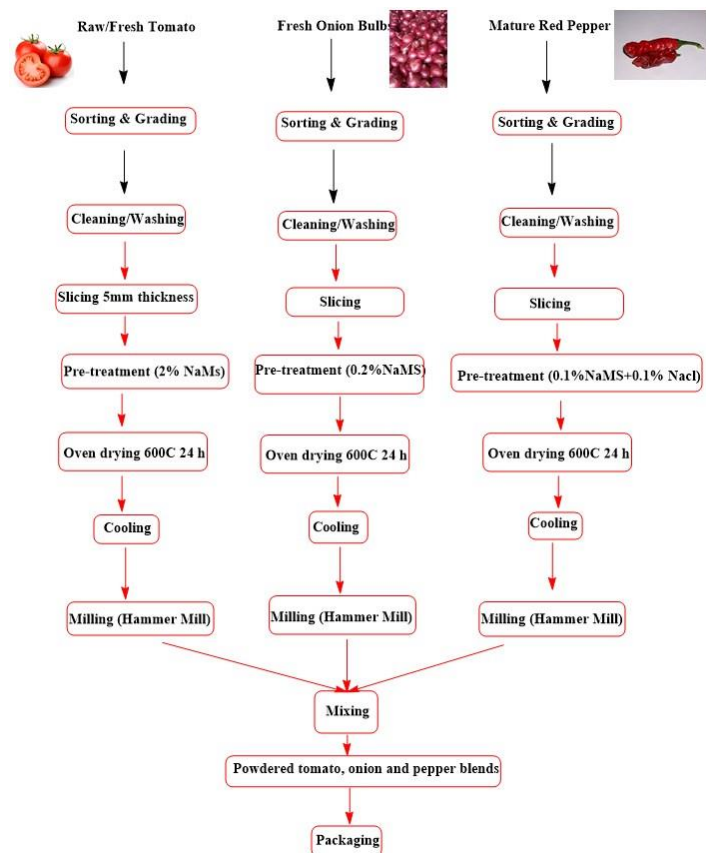 Raw/Fresh Tomato
Fresh Onion Bulbs
Mature Red Pepper
Sorting & Grading
Sorting & Grading
Sorting & Grading
Cleaning/Washing
Cleaning/Washing
Cleaning/Washing
Slicing 5mm thickness
Slicing
Slicing
Pre-treatment (2% NaMs)
Pre-treatment (0.2%NaMS)
Pre-treatment (0.1%NaMS+0.1% Nacl)
Oven drying 600C 24 h
Oven drying 600C 24 h
Oven drying 600C 24 h
Cooling
Cooling
Cooling
Milling (Hammer Mill)
Milling (Hammer Mill)
Milling (Hammer Mill)
Mixing
Powdered tomato, onion and pepper blends
Packaging